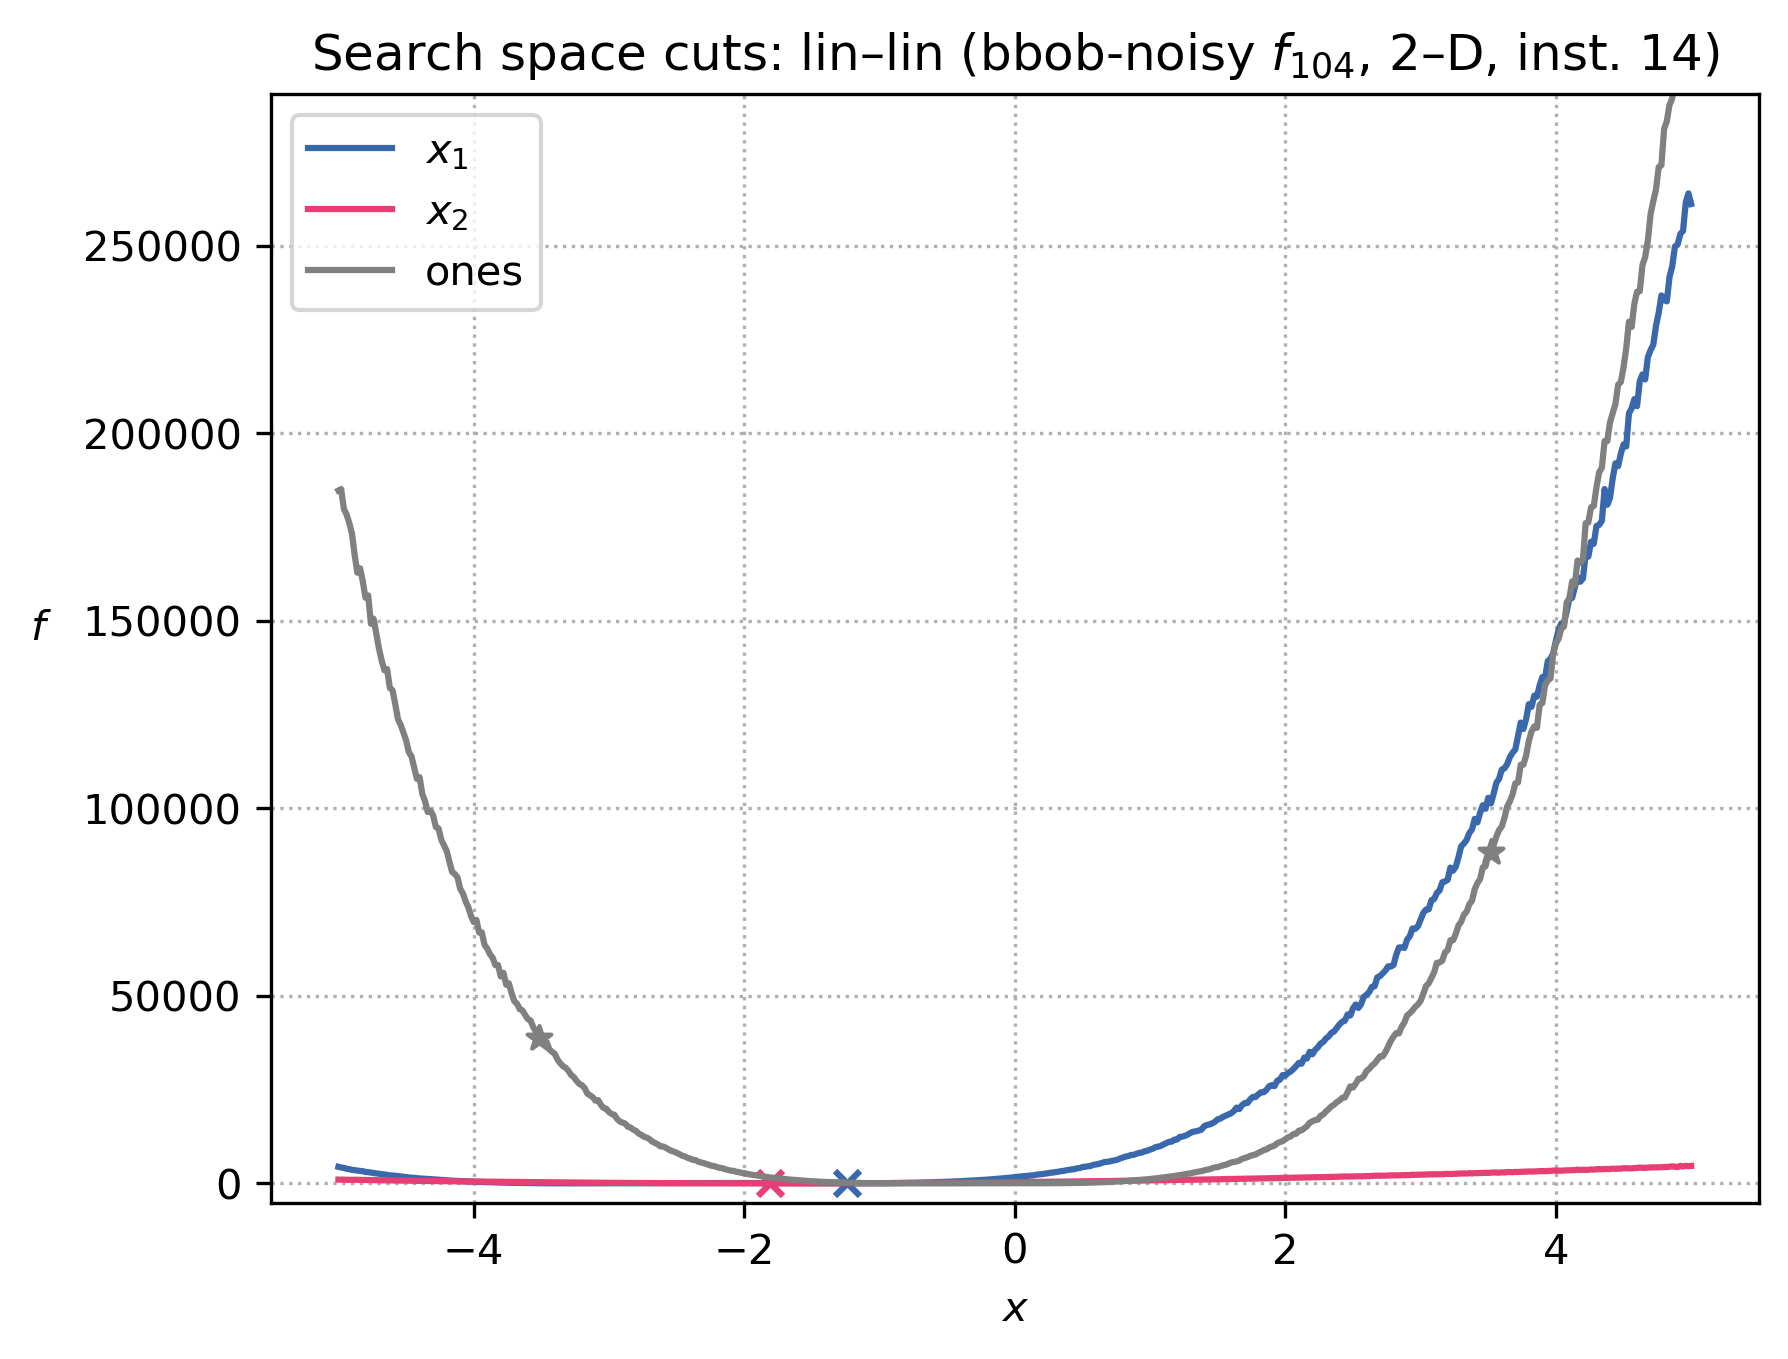 Search space cuts: lin–lin (bbob-noisy f₁₀₄, 2–D, inst. 14)
x₁
x₂
ones
250000
200000
150000
100000
50000
0
f
−4 −2 0 2 4
x